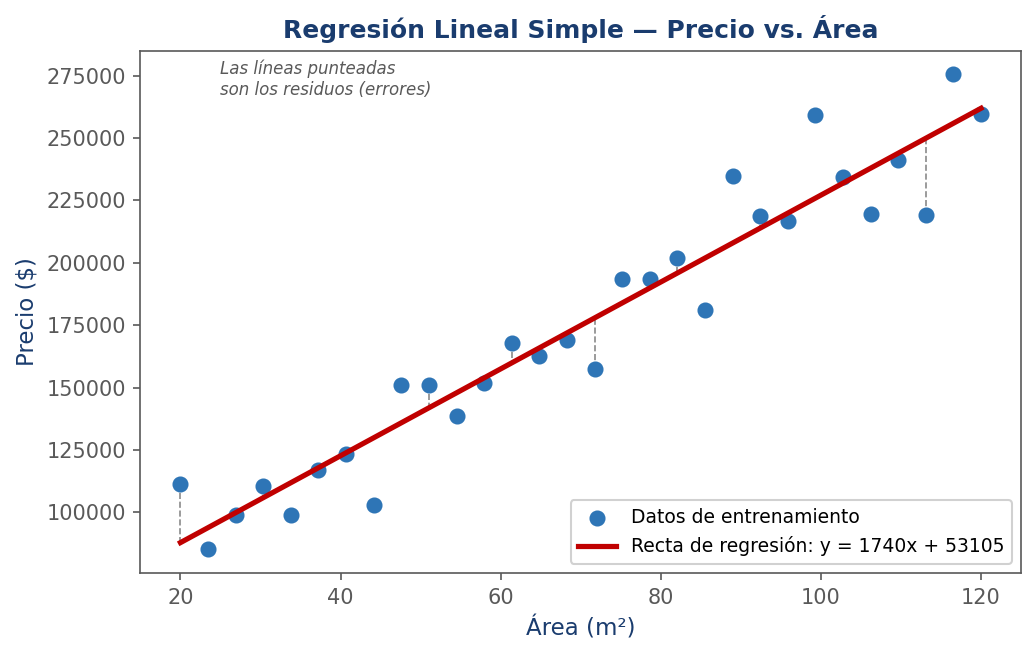 Regresión Lineal Simple — Precio vs. Área
Las líneas punteadas
son los residuos (errores)
Precio ($)
275000
250000
225000
200000
175000
150000
125000
100000
Datos de entrenamiento
Recta de regresión: y = 1740x + 53105
20 40 60 80 100 120
Área (m²)